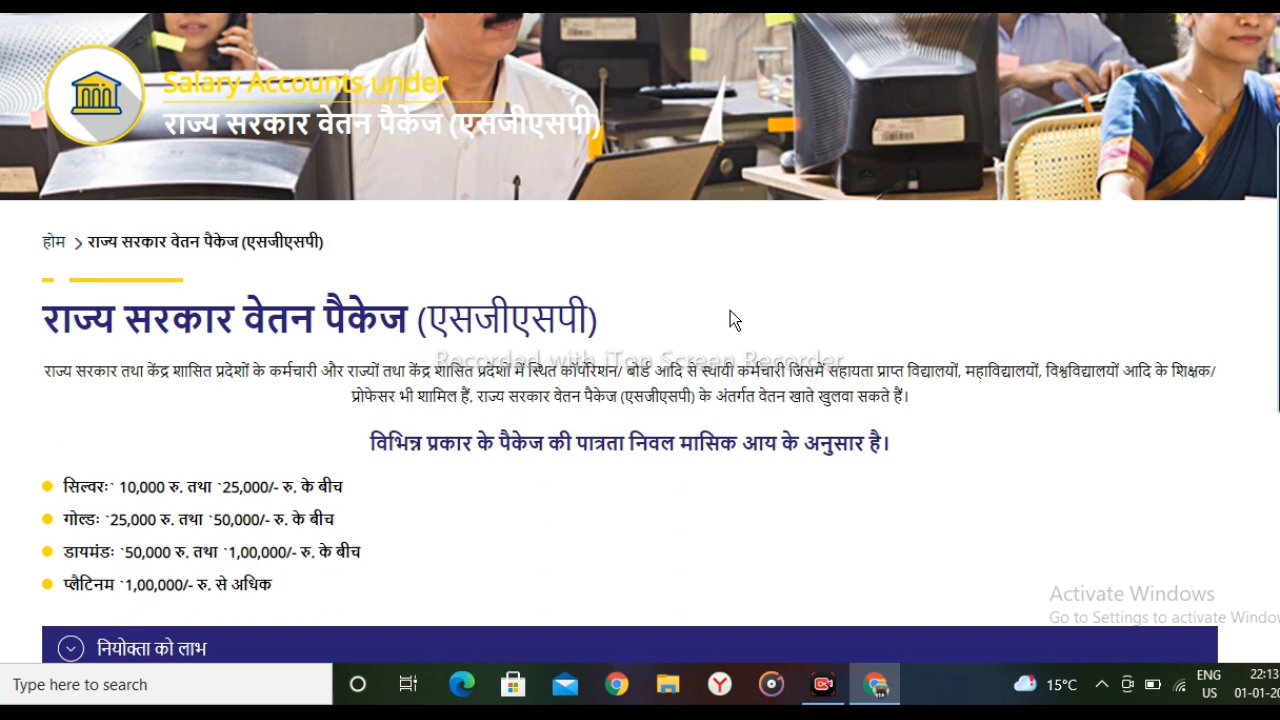 Salary Accounts under
राज्य सरकार वेतन पैकेज (एसजीएसपी)
होम › राज्य सरकार वेतन पैकेज (एसजीएसपी)
राज्य सरकार वेतन पैकेज (एसजीएसपी)
Recorded with iTop Screen Recorder
राज्य सरकार तथा केंद्र शासित प्रदेशों के कर्मचारी और राज्यों तथा केंद्र शासित प्रदेशों में स्थित कॉर्पोरेशन/ बोर्ड आदि से स्थायी कर्मचारी जिसमें सहायता प्राप्त विद्यालयों, महाविद्यालयों, विश्वविद्यालयों आदि के शिक्षक/
प्रोफेसर भी शामिल हैं, राज्य सरकार वेतन पैकेज (एसजीएसपी) के अंतर्गत वेतन खाते खुलवा सकते हैं।
विभिन्न प्रकार के पैकेज की पात्रता निवल मासिक आय के अनुसार है।
सिल्वरः` 10,000 रु. तथा `25,000/- रु. के बीच
गोल्डः `25,000 रु. तथा `50,000/- रु. के बीच
डायमंडः `50,000 रु. तथा `1,00,000/- रु. के बीच
प्लैटिनम `1,00,000/- रु. से अधिक
Activate Windows
Go to Settings to activate Window
नियोक्ता को लाभ
Type here to search
15°C
ENG
US
22:13
01-01-20